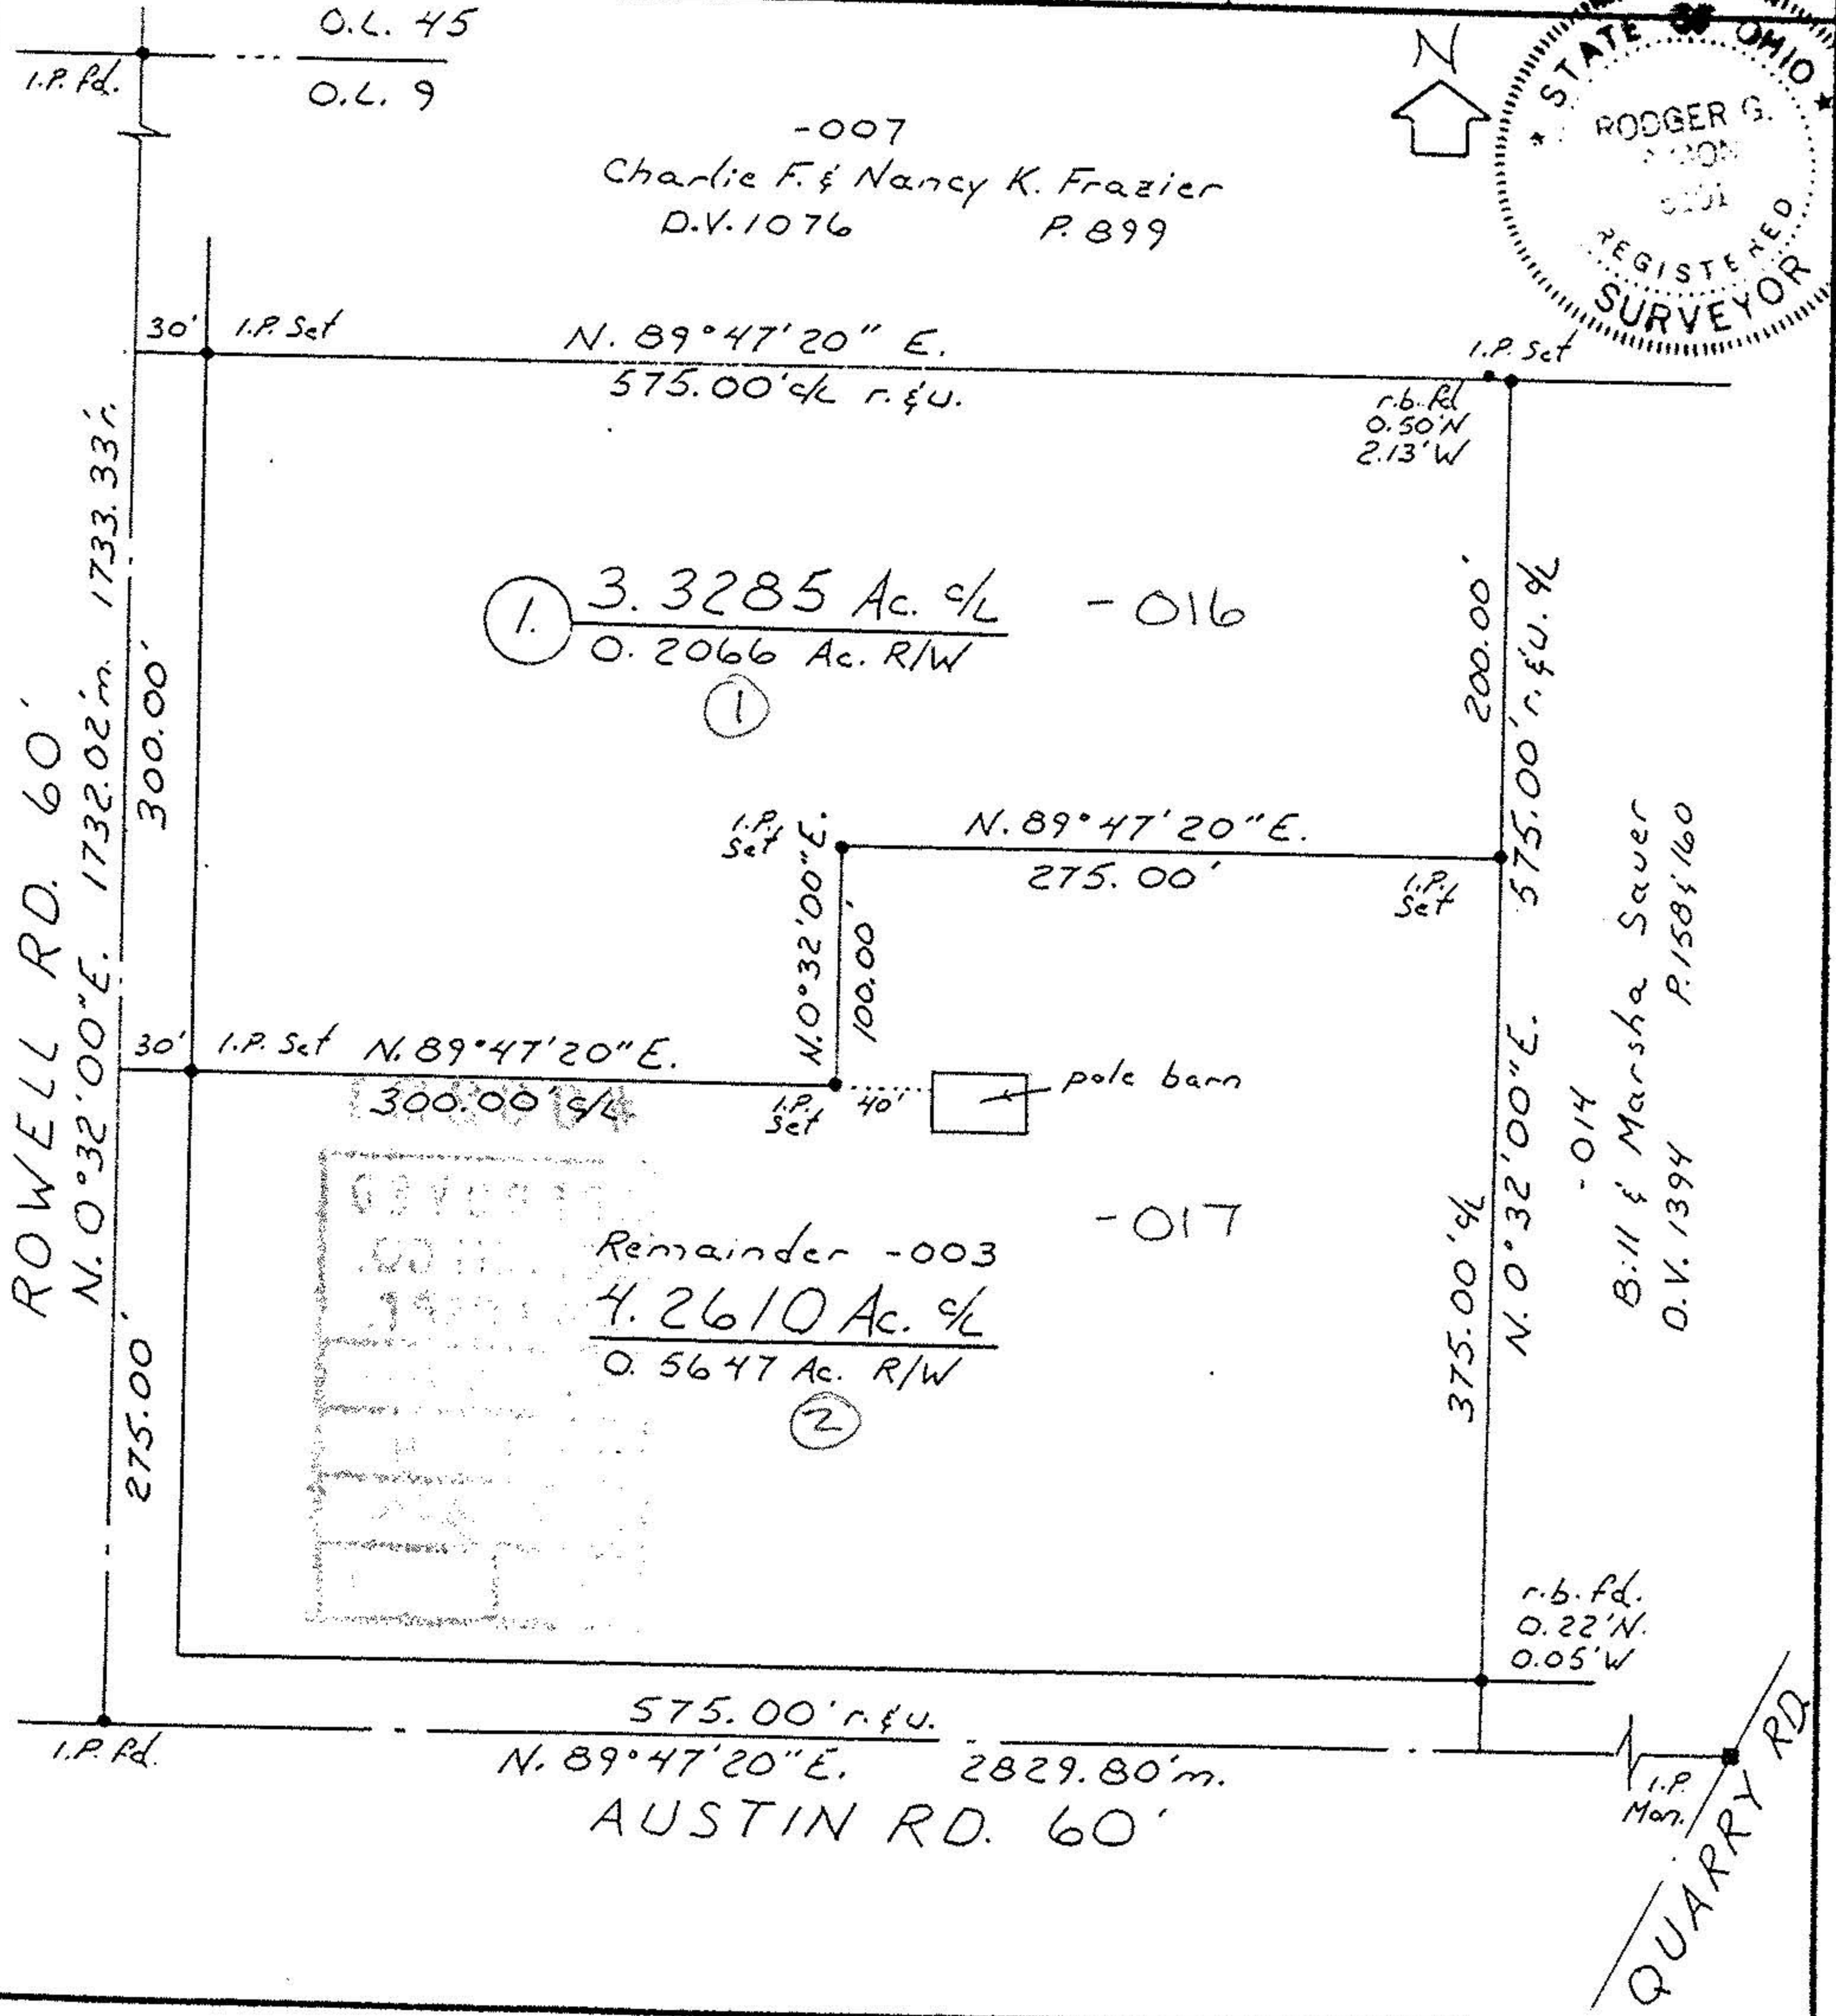 O.L. 45
I.P. fd.
O.L. 9
N
STATE OF OHIO
RODGER G.
REGISTERED
SURVEYOR
-007
Charlie F. & Nancy K. Frazier
D.V. 1076 P. 899
30' I.P. Set
N. 89°47'20" E.
575.00' c/L r. & u.
I.P. Set
r.b. fd
0.50'N
2.13'W
1. 3.3285 Ac. c/L -016
0.2066 Ac. R/W
1
ROWELL RD. 60'
N. 0°32'00"E. 1732.02'm. 1733.33'r.
300.00'
275.00'
200.00'
N. 0°32'00"E. 575.00' r. & u. c/L
I.P. Set
N. 0°32'00"E.
100.00'
N. 89°47'20"E.
275.00'
I.P. Set
30' I.P. Set N. 89°47'20"E.
300.00' c/L
I.P. Set
40'
pole barn
-014
Bill & Marsha Sauer
D.V. 1394 P. 158 & 160
375.00' c/L
Remainder -003 -017
4.2610 Ac. c/L
0.5647 Ac. R/W
2
r.b. fd.
0.22'N.
0.05'W
I.P. fd.
575.00' r. & u.
N. 89°47'20"E. 2829.80'm.
AUSTIN RD. 60'
I.P.
Mon.
QUARRY RD.